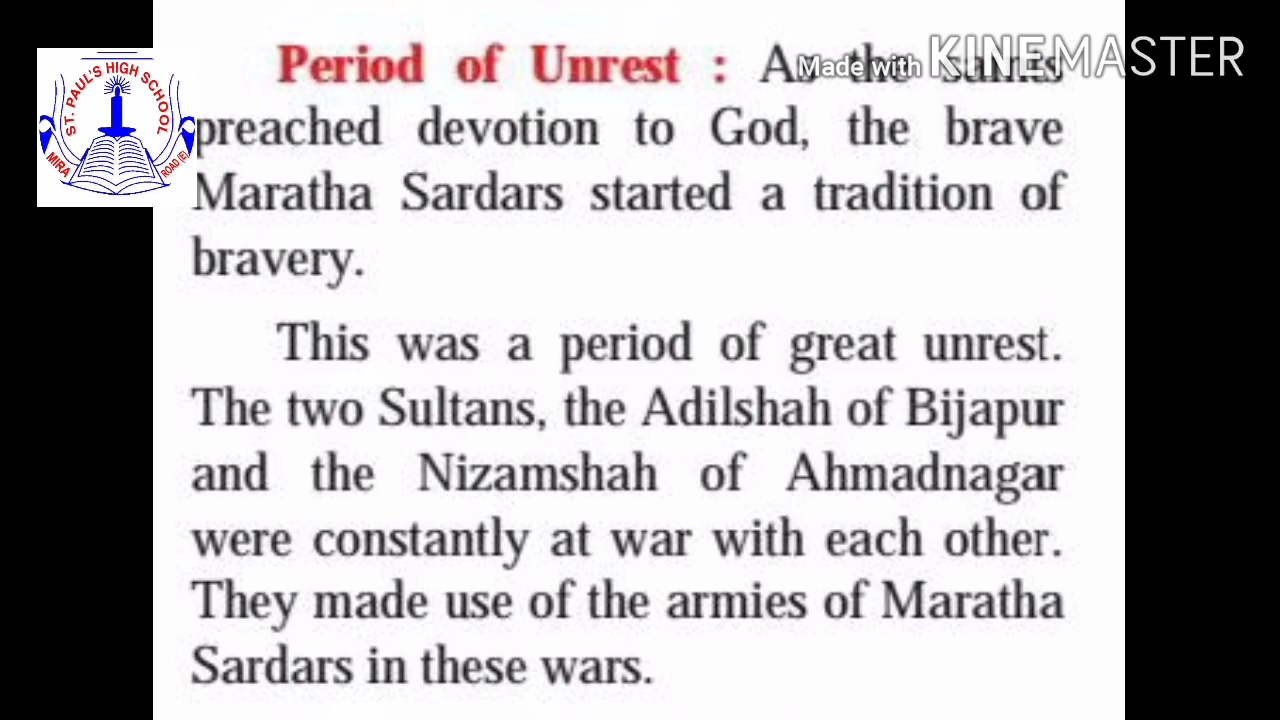 Period of Unrest : As the saints
Made with KINEMASTER
ST. PAUL'S HIGH SCHOOL
MIRA ROAD (E)
preached devotion to God, the brave
Maratha Sardars started a tradition of
bravery.
This was a period of great unrest.
The two Sultans, the Adilshah of Bijapur
and the Nizamshah of Ahmadnagar
were constantly at war with each other.
They made use of the armies of Maratha
Sardars in these wars.